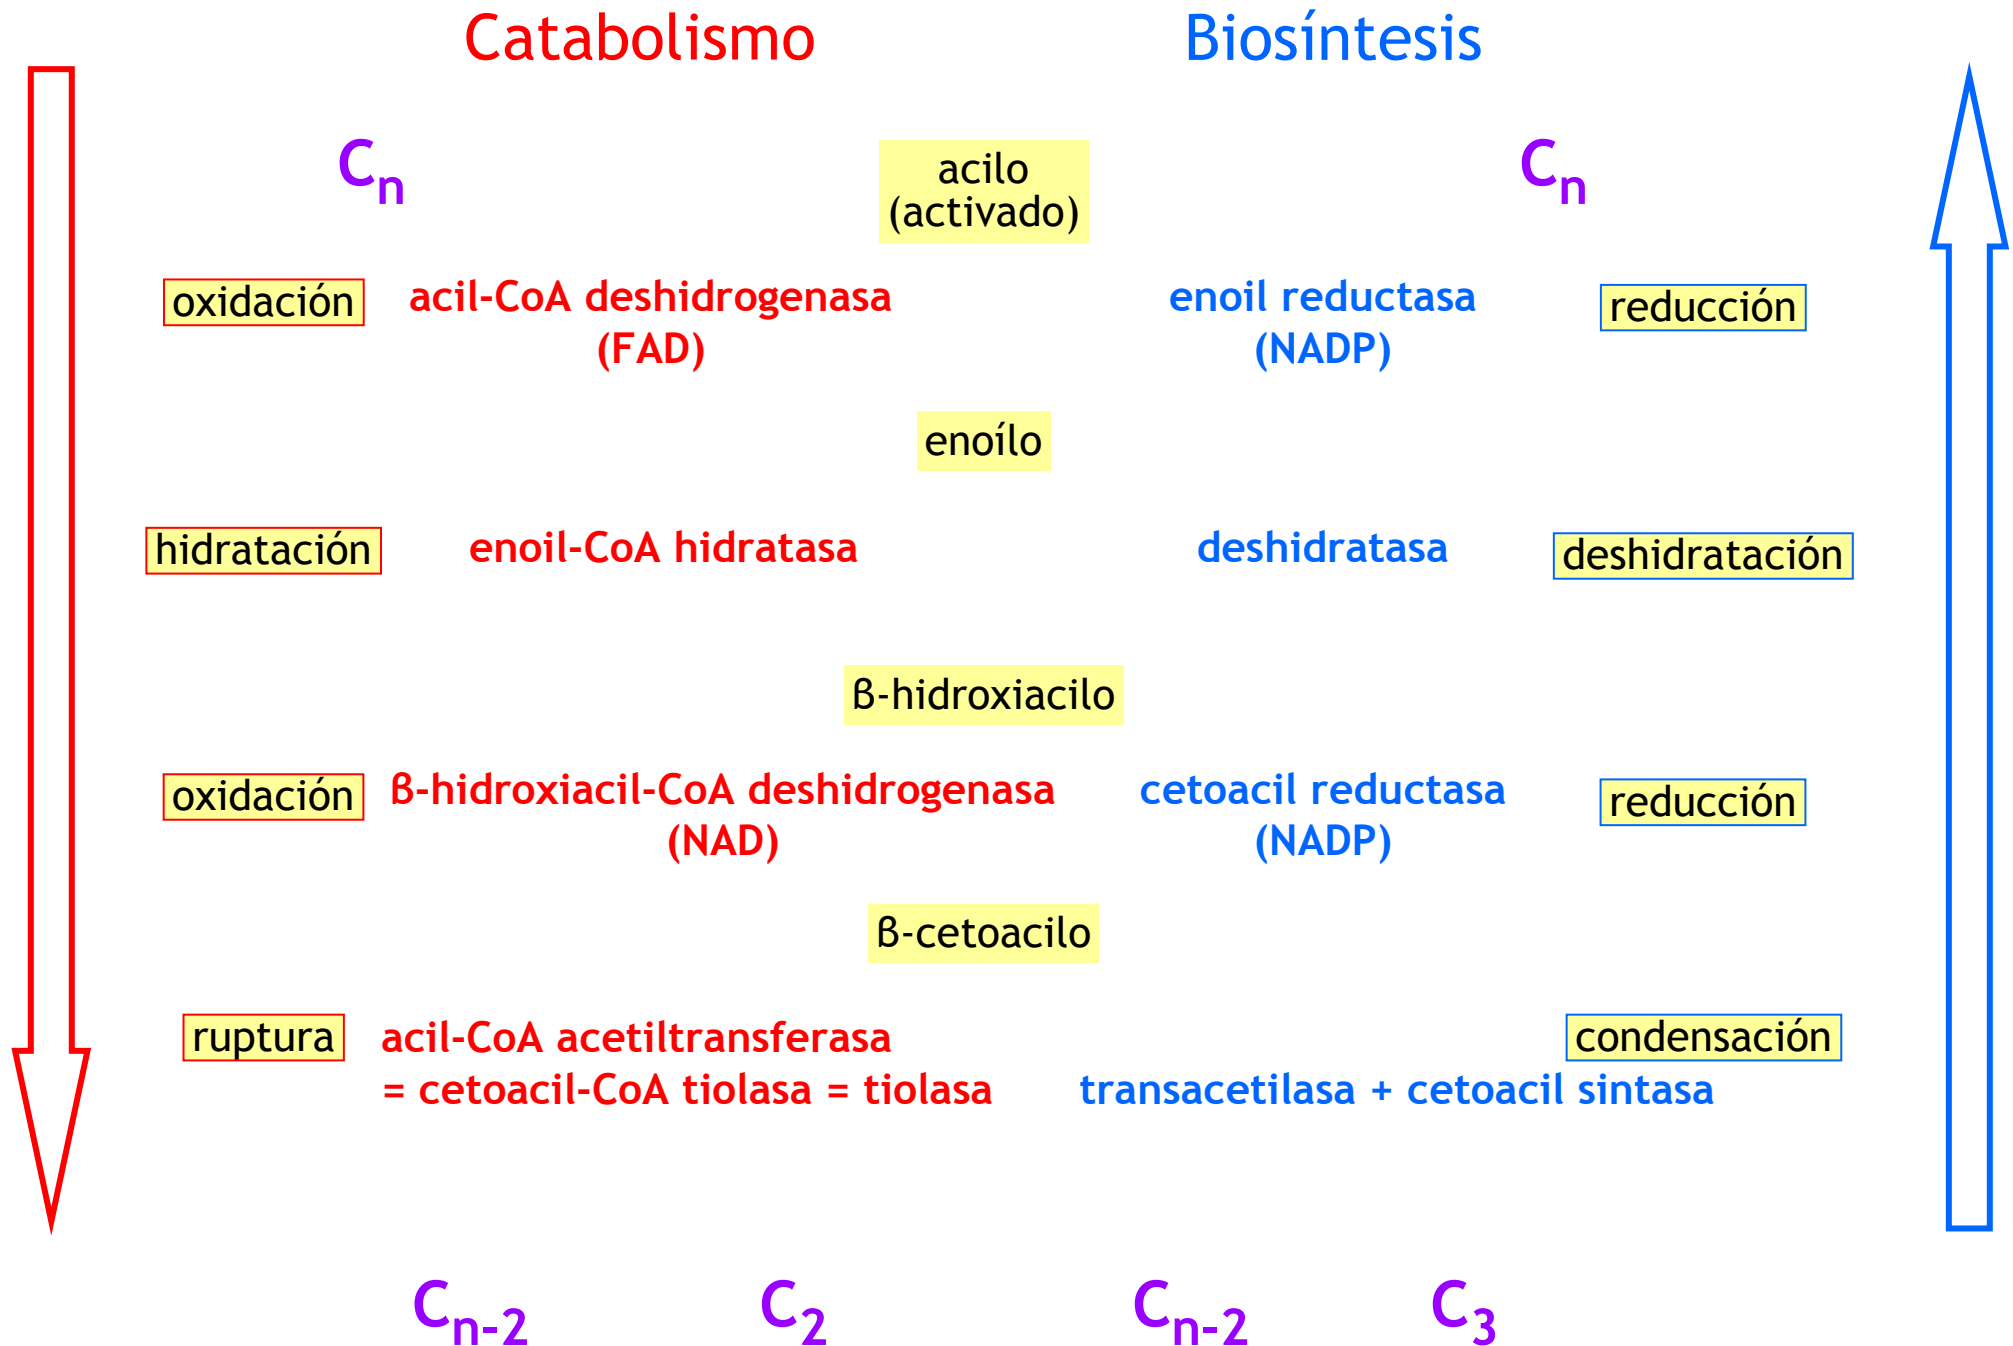 Catabolismo Biosíntesis
Cn acilo Cn
(activado)
oxidación acil-CoA deshidrogenasa enoil reductasa reducción
(FAD) (NADP)
enoílo
hidratación enoil-CoA hidratasa deshidratasa deshidratación
ß-hidroxiacilo
oxidación ß-hidroxiacil-CoA deshidrogenasa cetoacil reductasa reducción
(NAD) (NADP)
ß-cetoacilo
ruptura acil-CoA acetiltransferasa condensación
= cetoacil-CoA tiolasa = tiolasa transacetilasa + cetoacil sintasa
Cn-2 C2 Cn-2 C3